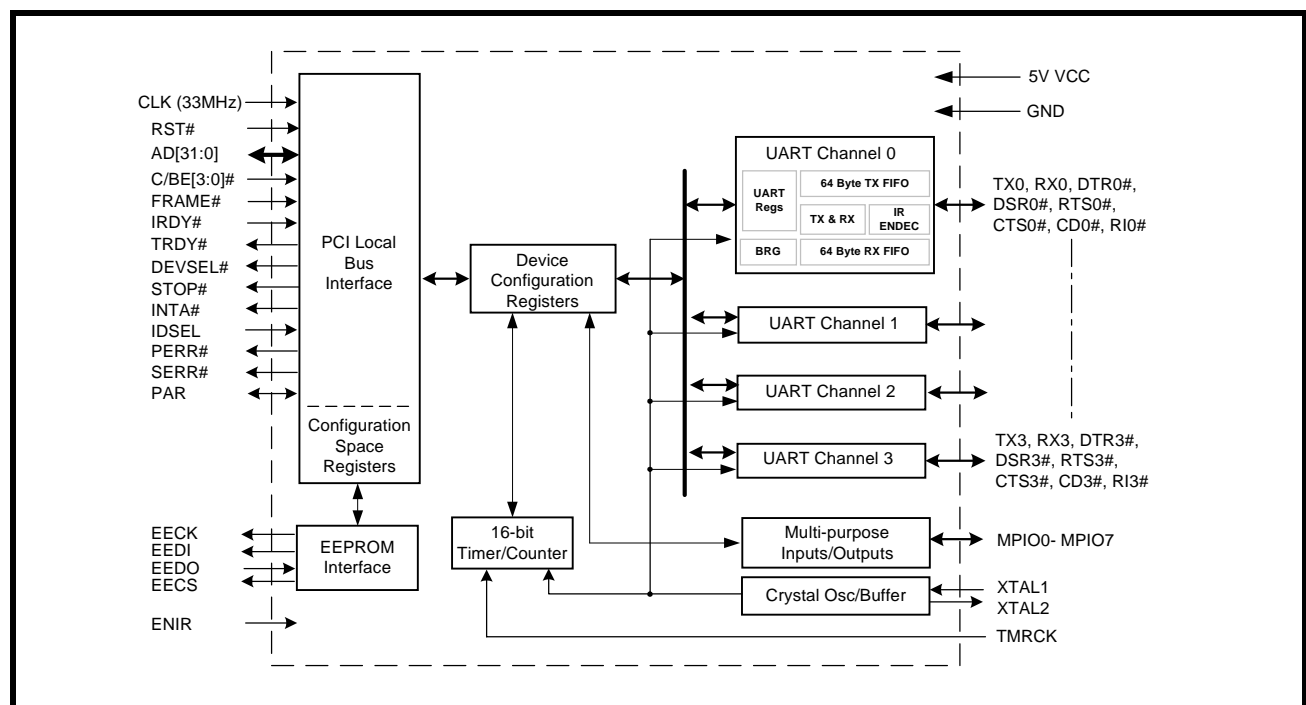 CLK (33MHz)
RST#
AD[31:0]
C/BE[3:0]#
FRAME#
IRDY#
TRDY#
DEVSEL#
STOP#
INTA#
IDSEL
PERR#
SERR#
PAR
EECK
EEDI
EEDO
EECS
ENIR
PCI Local
Bus
Interface
Configuration
Space
Registers
EEPROM
Interface
Device
Configuration
Registers
16-bit
Timer/Counter
UART Channel 0
UART
Regs
64 Byte TX FIFO
TX & RX
IR
ENDEC
BRG
64 Byte RX FIFO
UART Channel 1
UART Channel 2
UART Channel 3
Multi-purpose
Inputs/Outputs
Crystal Osc/Buffer
5V VCC
GND
TX0, RX0, DTR0#,
DSR0#, RTS0#,
CTS0#, CD0#, RI0#
TX3, RX3, DTR3#,
DSR3#, RTS3#,
CTS3#, CD3#, RI3#
MPIO0- MPIO7
XTAL1
XTAL2
TMRCK